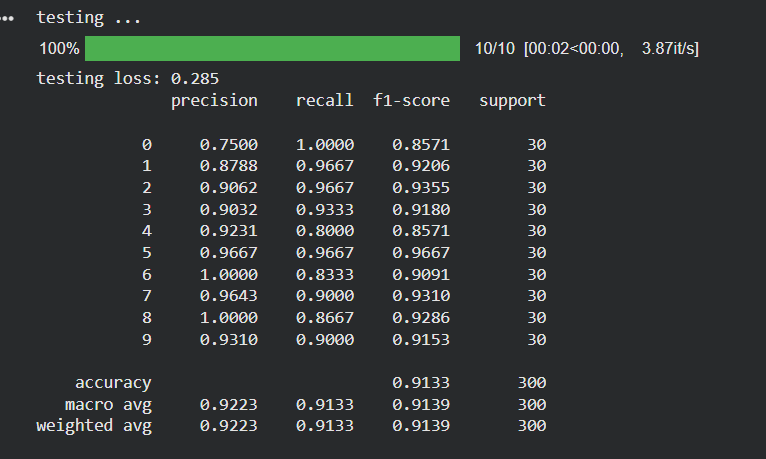 testing ...
100% 10/10 [00:02<00:00, 3.87it/s]
testing loss: 0.285
precision recall f1-score support
0 0.7500 1.0000 0.8571 30
1 0.8788 0.9667 0.9206 30
2 0.9062 0.9667 0.9355 30
3 0.9032 0.9333 0.9180 30
4 0.9231 0.8000 0.8571 30
5 0.9667 0.9667 0.9667 30
6 1.0000 0.8333 0.9091 30
7 0.9643 0.9000 0.9310 30
8 1.0000 0.8667 0.9286 30
9 0.9310 0.9000 0.9153 30
accuracy 0.9133 300
macro avg 0.9223 0.9133 0.9139 300
weighted avg 0.9223 0.9133 0.9139 300